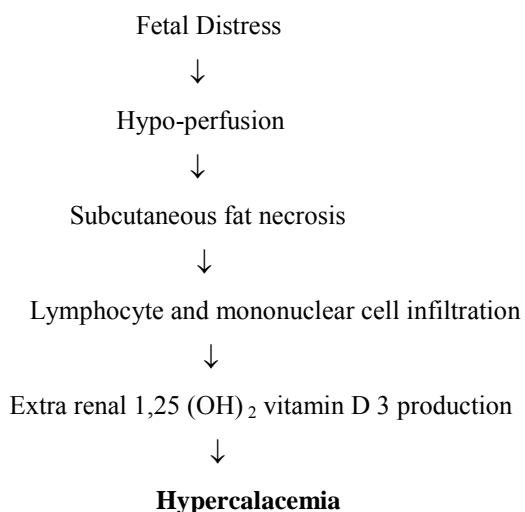 Fetal Distress
↓
Hypo-perfusion
↓
Subcutaneous fat necrosis
↓
Lymphocyte and mononuclear cell infiltration
↓
Extra renal 1,25 (OH) ₂ vitamin D 3 production
↓
Hypercalacemia